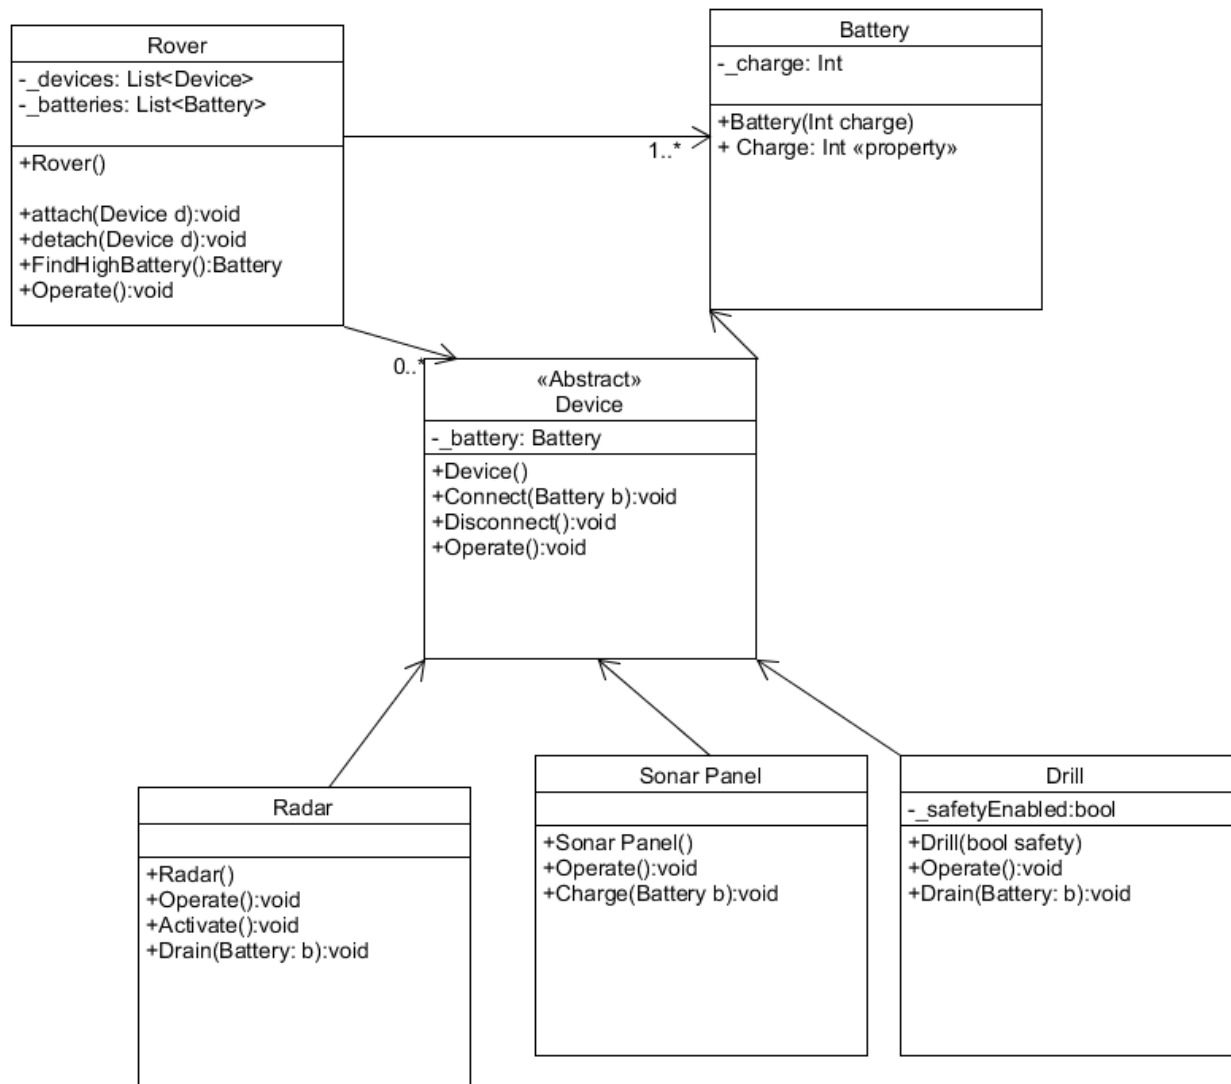 Rover
-_devices: List<Device>
-_batteries: List<Battery>
+Rover()
+attach(Device d):void
+detach(Device d):void
+FindHighBattery():Battery
+Operate():void
Battery
-_charge: Int
+Battery(Int charge)
+ Charge: Int «property»
1..*
0..*
«Abstract»
Device
-_battery: Battery
+Device()
+Connect(Battery b):void
+Disconnect():void
+Operate():void
Radar
+Radar()
+Operate():void
+Activate():void
+Drain(Battery: b):void
Sonar Panel
+Sonar Panel()
+Operate():void
+Charge(Battery b):void
Drill
-_safetyEnabled:bool
+Drill(bool safety)
+Operate():void
+Drain(Battery: b):void